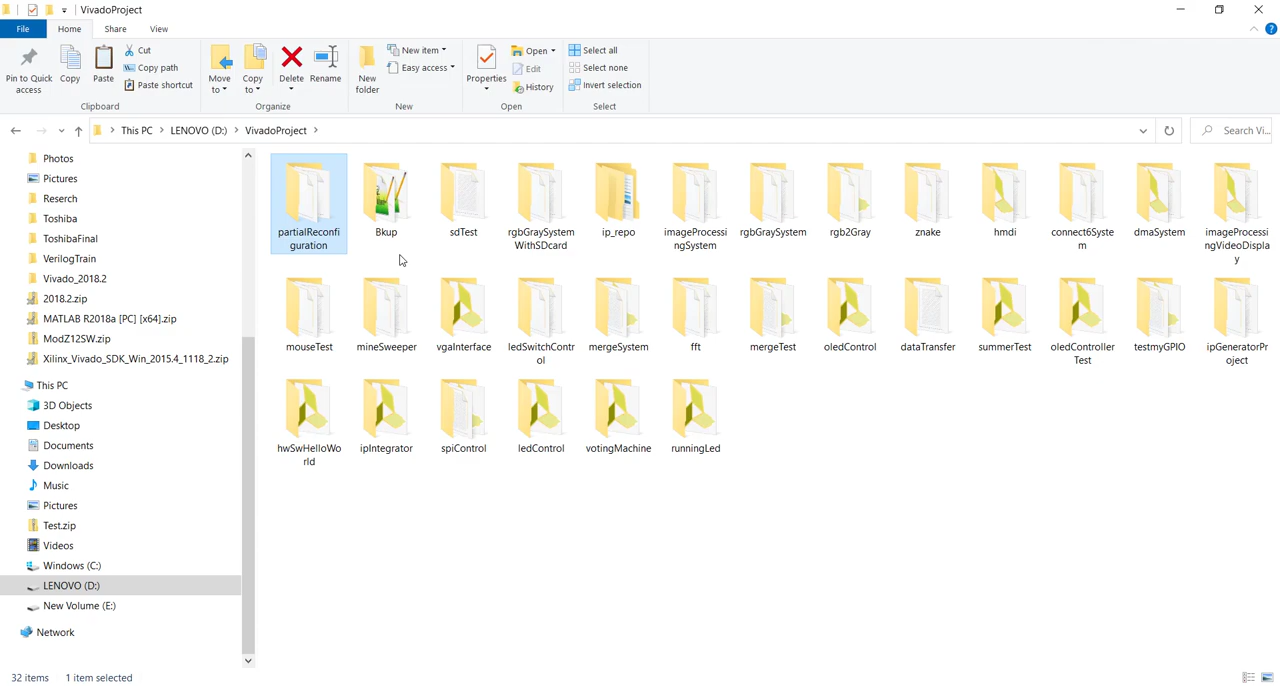 VivadoProject
File
Home
Share
View
Pin to Quick
access
Copy
Paste
Cut
Copy path
Paste shortcut
Clipboard
Move
to
Copy
to
Delete
Rename
Organize
New
folder
New item
Easy access
New
Properties
Open
Edit
History
Open
Select all
Select none
Invert selection
Select
This PC
LENOVO (D:)
VivadoProject
Search Vi...
Photos
Pictures
Reserch
Toshiba
ToshibaFinal
VerilogTrain
Vivado_2018.2
2018.2.zip
MATLAB R2018a [PC] [x64].zip
ModZ12SW.zip
Xilinx_Vivado_SDK_Win_2015.4_1118_2.zip
This PC
3D Objects
Desktop
Documents
Downloads
Music
Pictures
Test.zip
Videos
Windows (C:)
LENOVO (D:)
New Volume (E:)
Network
partialReconfi
guration
Bkup
sdTest
rgbGraySystem
WithSDcard
ip_repo
imageProcessi
ngSystem
rgbGraySystem
rgb2Gray
znake
hmdi
connect6Syste
m
dmaSystem
imageProcessi
ngVideoDispla
y
mouseTest
mineSweeper
vgaInterface
ledSwitchContr
ol
mergeSystem
fft
mergeTest
oledControl
dataTransfer
summerTest
oledController
Test
testmyGPIO
ipGeneratorPr
oject
hwSwHelloWo
rld
ipIntegrator
spiControl
ledControl
votingMachine
runningLed
32 items
1 item selected